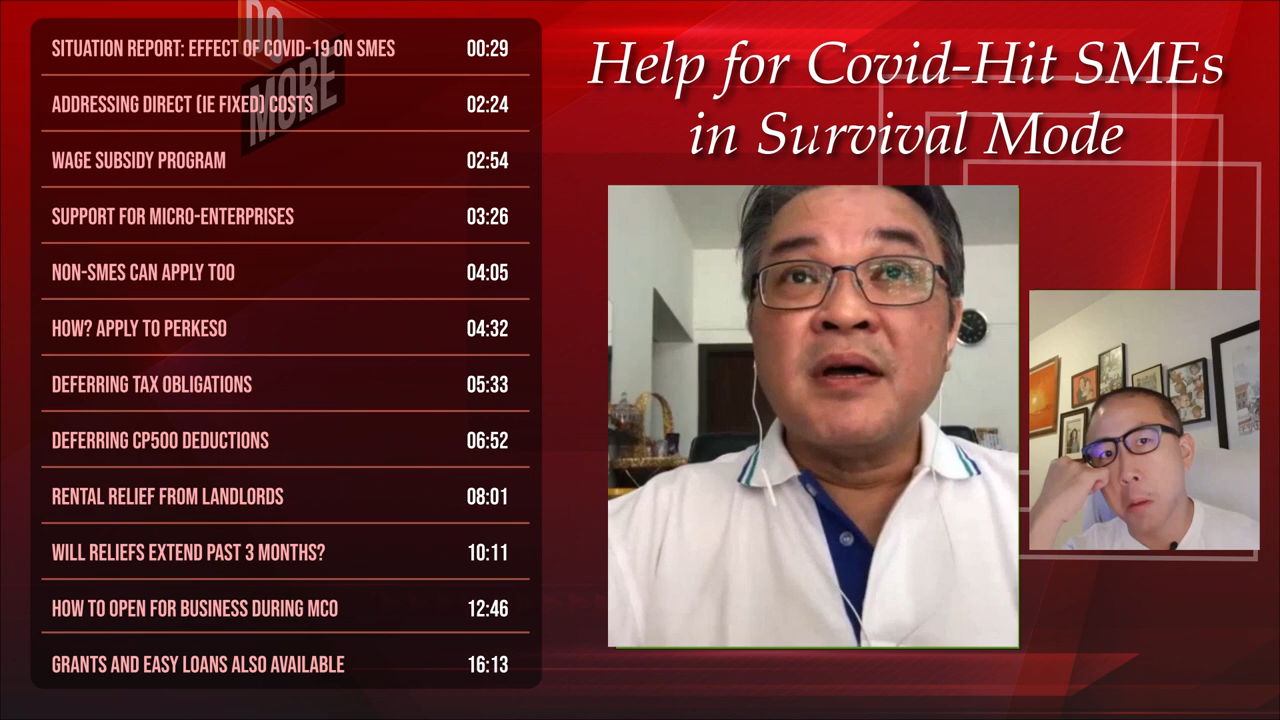 DO
MORE
SITUATION REPORT: EFFECT OF COVID-19 ON SMES 00:29
ADDRESSING DIRECT (IE FIXED) COSTS 02:24
WAGE SUBSIDY PROGRAM 02:54
SUPPORT FOR MICRO-ENTERPRISES 03:26
NON-SMES CAN APPLY TOO 04:05
HOW? APPLY TO PERKESO 04:32
DEFERRING TAX OBLIGATIONS 05:33
DEFERRING CP500 DEDUCTIONS 06:52
RENTAL RELIEF FROM LANDLORDS 08:01
WILL RELIEFS EXTEND PAST 3 MONTHS? 10:11
HOW TO OPEN FOR BUSINESS DURING MCO 12:46
GRANTS AND EASY LOANS ALSO AVAILABLE 16:13
Help for Covid-Hit SMEs
in Survival Mode